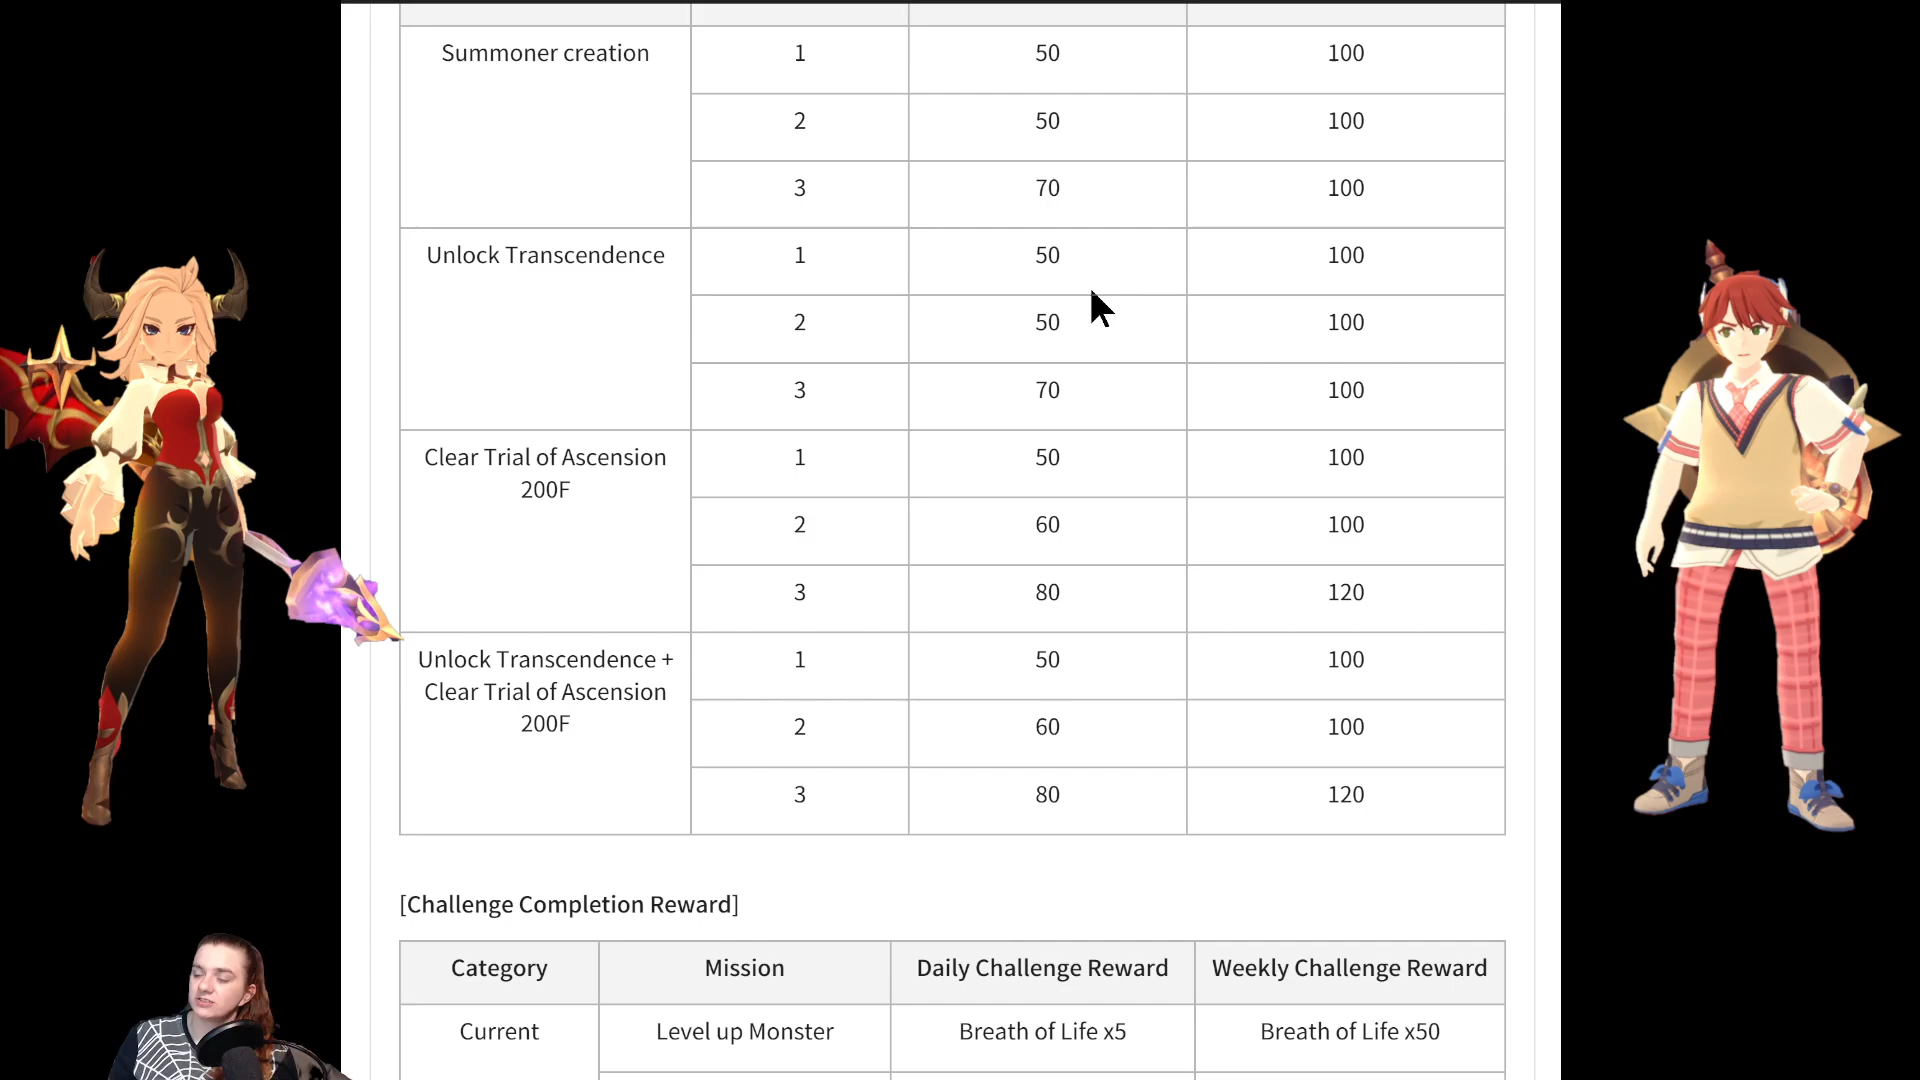 Summoner creation 1 50 100
2 50 100
3 70 100
Unlock Transcendence 1 50 100
2 50 100
3 70 100
Clear Trial of Ascension 1 50 100
200F
2 60 100
3 80 120
Unlock Transcendence + 1 50 100
Clear Trial of Ascension
200F
2 60 100
3 80 120
[Challenge Completion Reward]
Category Mission Daily Challenge Reward Weekly Challenge Reward
Current Level up Monster Breath of Life x5 Breath of Life x50